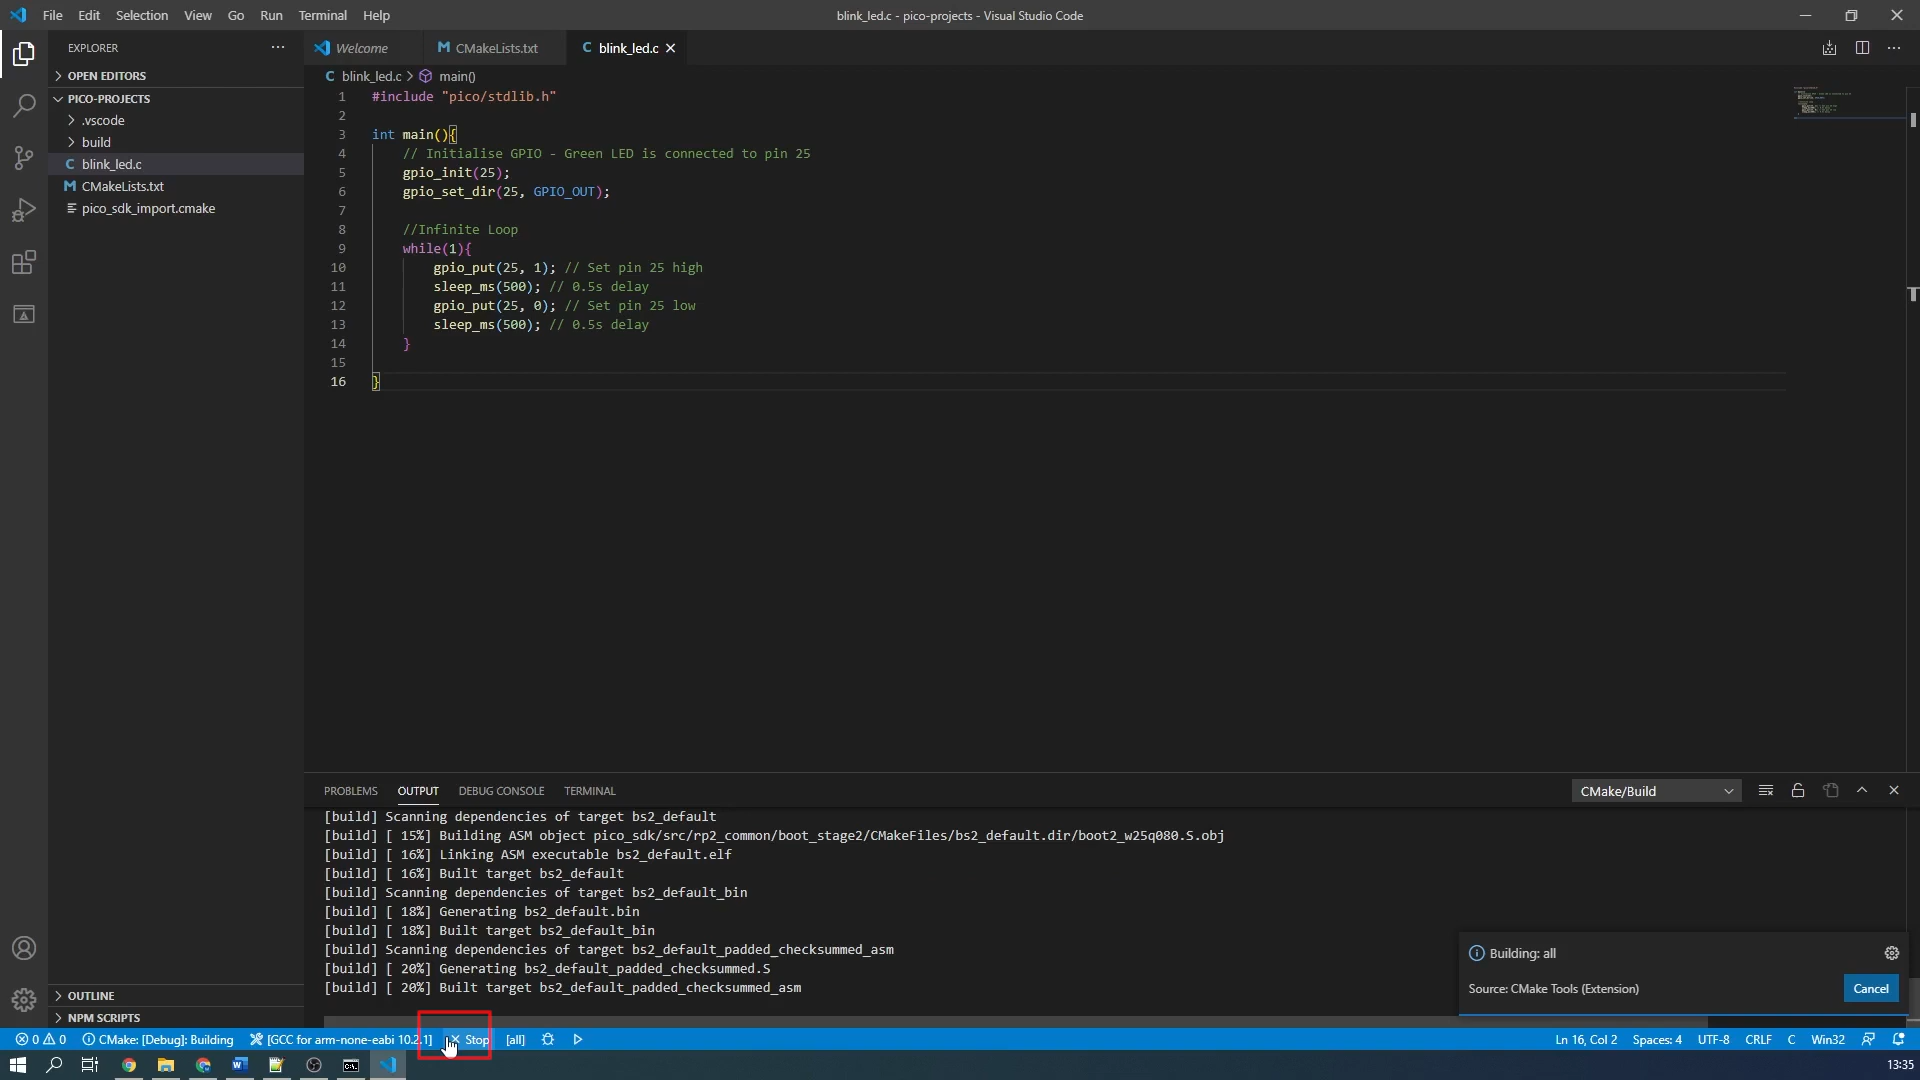 File Edit Selection View Go Run Terminal Help
blink_led.c - pico-projects - Visual Studio Code
EXPLORER
OPEN EDITORS
PICO-PROJECTS
.vscode
build
C blink_led.c
M CMakeLists.txt
pico_sdk_import.cmake
OUTLINE
NPM SCRIPTS
Welcome
M CMakeLists.txt
C blink_led.c
C blink_led.c > main()
1 #include "pico/stdlib.h"
2
3 int main(){
4 // Initialise GPIO - Green LED is connected to pin 25
5 gpio_init(25);
6 gpio_set_dir(25, GPIO_OUT);
7
8 //Infinite Loop
9 while(1){
10 gpio_put(25, 1); // Set pin 25 high
11 sleep_ms(500); // 0.5s delay
12 gpio_put(25, 0); // Set pin 25 low
13 sleep_ms(500); // 0.5s delay
14 }
15
16 }
PROBLEMS OUTPUT DEBUG CONSOLE TERMINAL
CMake/Build
[build] Scanning dependencies of target bs2_default
[build] [ 15%] Building ASM object pico_sdk/src/rp2_common/boot_stage2/CMakeFiles/bs2_default.dir/boot2_w25q080.S.obj
[build] [ 16%] Linking ASM executable bs2_default.elf
[build] [ 16%] Built target bs2_default
[build] Scanning dependencies of target bs2_default_bin
[build] [ 18%] Generating bs2_default.bin
[build] [ 18%] Built target bs2_default_bin
[build] Scanning dependencies of target bs2_default_padded_checksummed_asm
[build] [ 20%] Generating bs2_default_padded_checksummed.S
[build] [ 20%] Built target bs2_default_padded_checksummed_asm
Building: all
Source: CMake Tools (Extension)
Cancel
0 0 CMake: [Debug]: Building [GCC for arm-none-eabi 10.2.1] Stop [all]
Ln 16, Col 2 Spaces: 4 UTF-8 CRLF C Win32
13:35